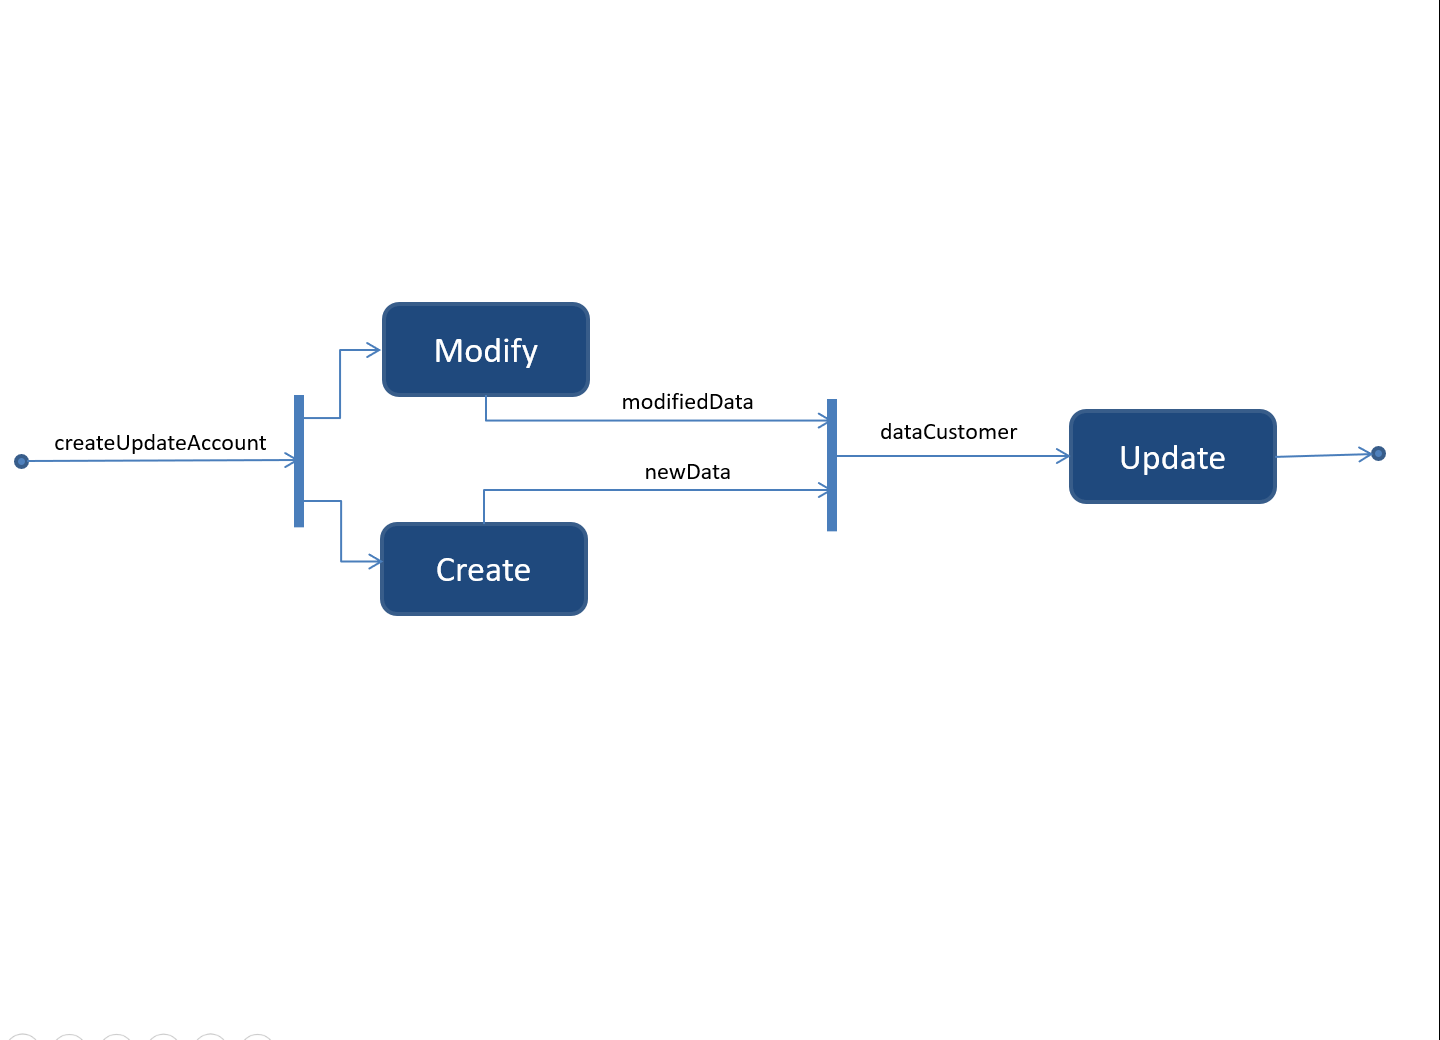 Modify
modifiedData
createUpdateAccount
dataCustomer
Update
newData
Create